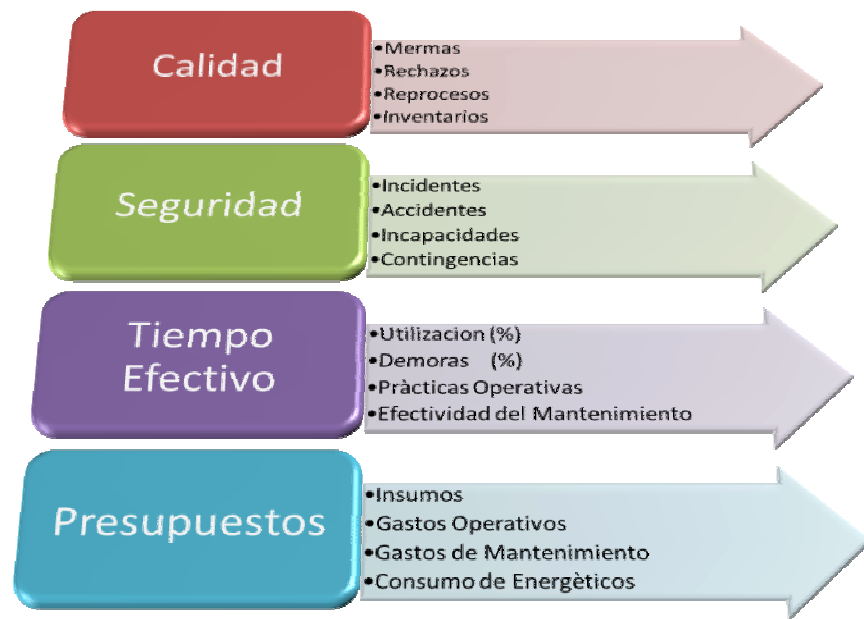 Calidad
•Mermas
•Rechazos
•Reprocesos
•Inventarios
Seguridad
•Incidentes
•Accidentes
•Incapacidades
•Contingencias
Tiempo
Efectivo
•Utilizacion (%)
•Demoras (%)
•Pràcticas Operativas
•Efectividad del Mantenimiento
Presupuestos
•Insumos
•Gastos Operativos
•Gastos de Mantenimiento
•Consumo de Energèticos